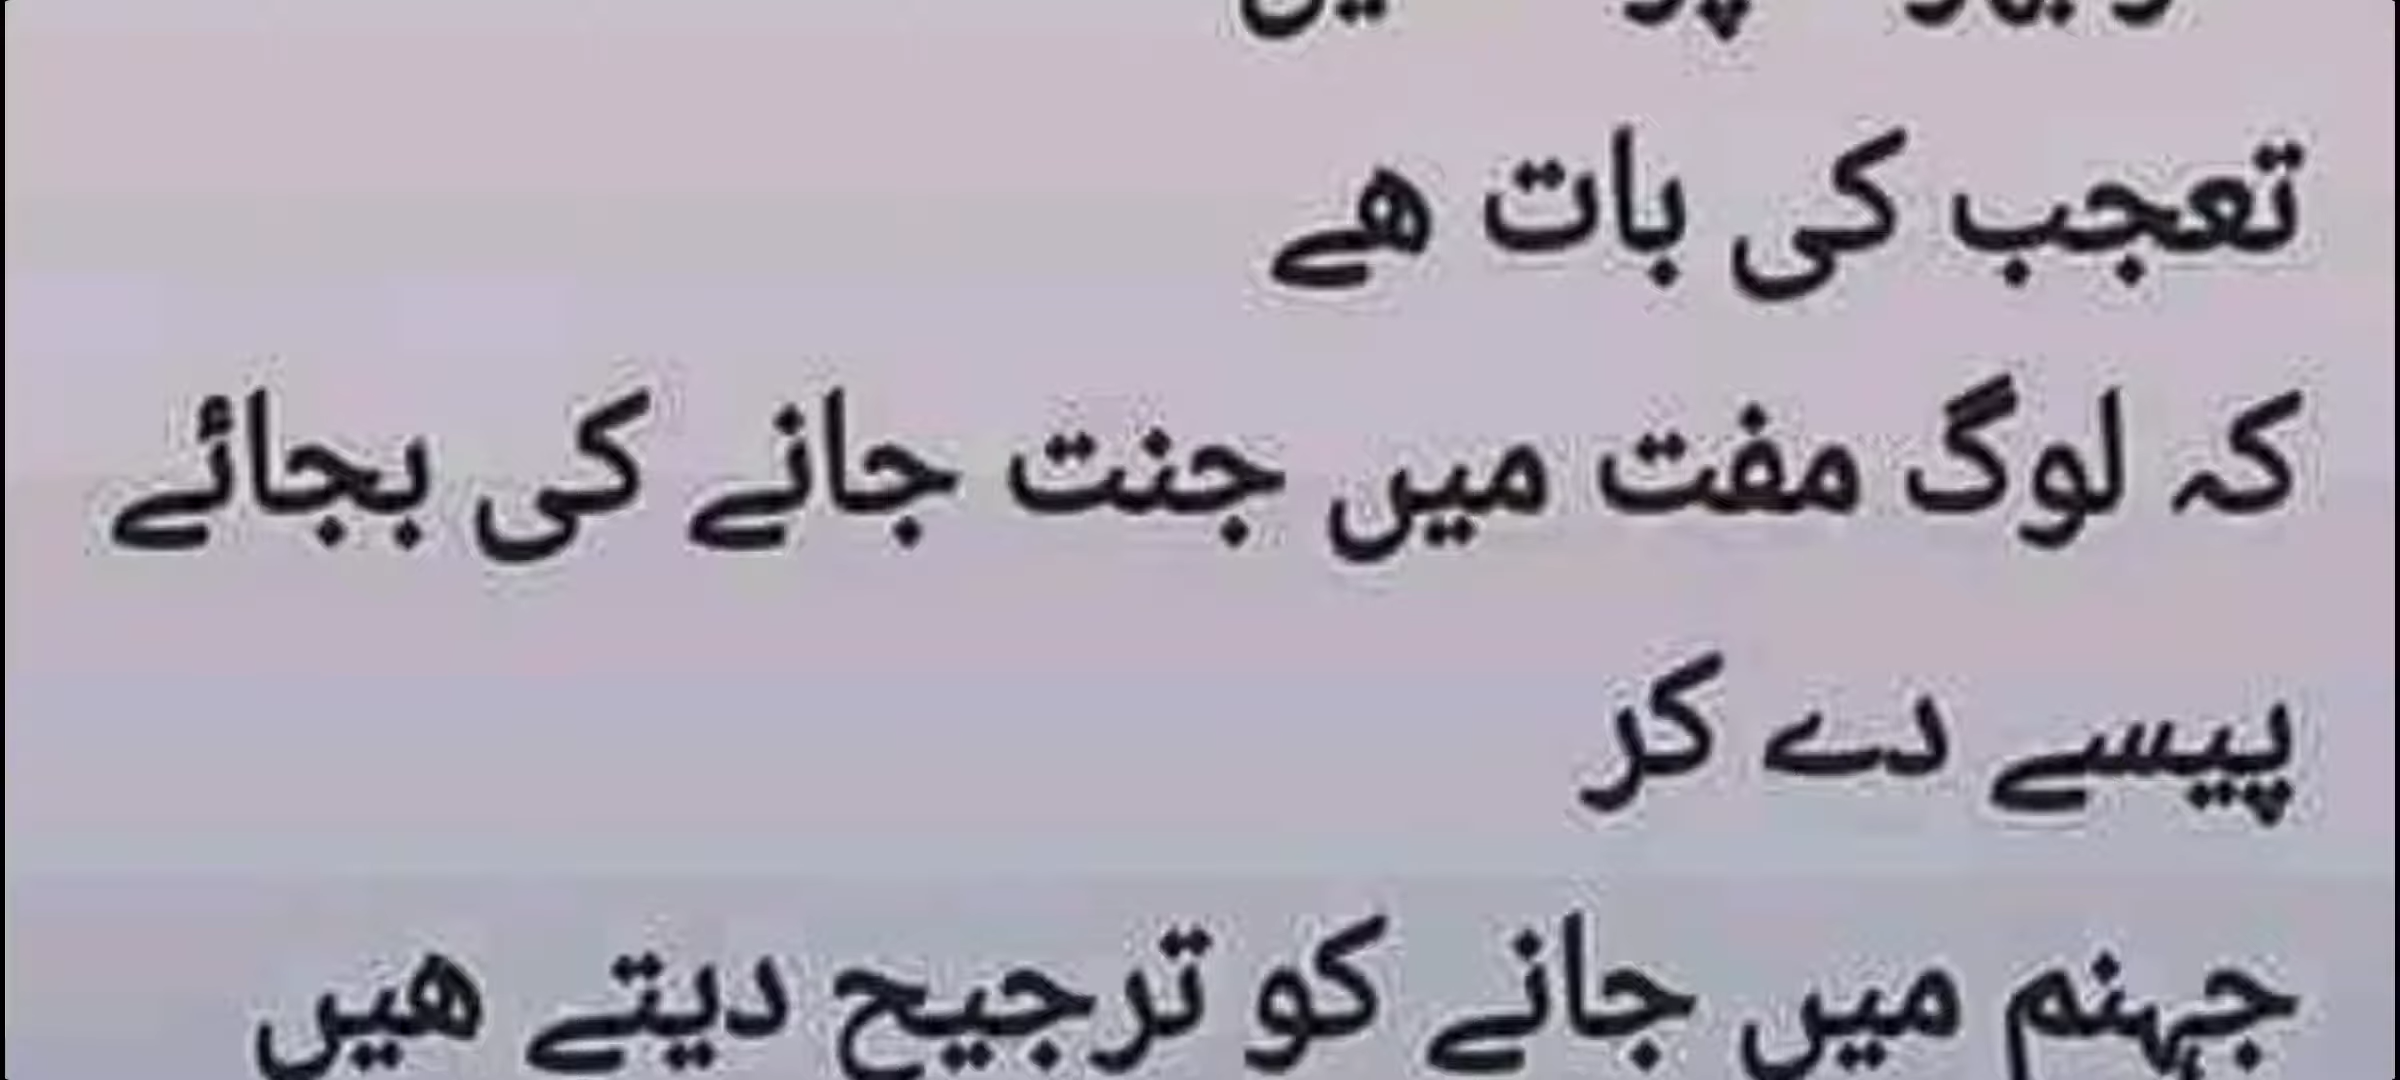 تعجب کی بات ھے
کہ لوگ مفت میں جنت جانے کی بجائے
پیسے دے کر
جہنم میں جانے کو ترجیح دیتے ھیں